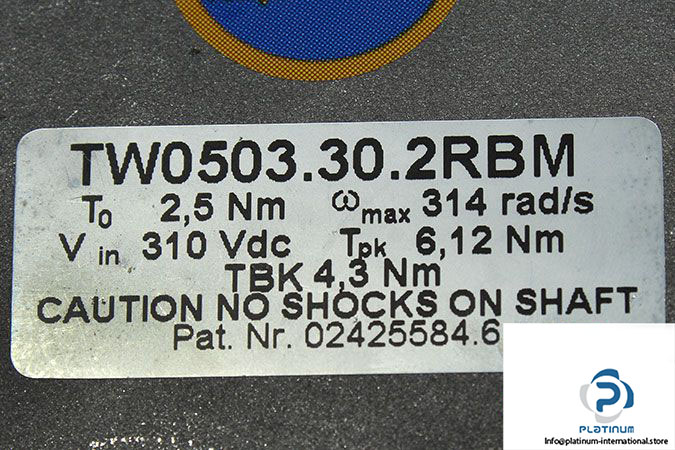 TW0503.30.2RBM
T₀ 2,5 Nm ωmax 314 rad/s
V in 310 Vdc Tpk 6,12 Nm
TBK 4,3 Nm
CAUTION NO SHOCKS ON SHAFT
Pat. Nr. 02425584.6
PLATINUM
Info@platinum-international.store